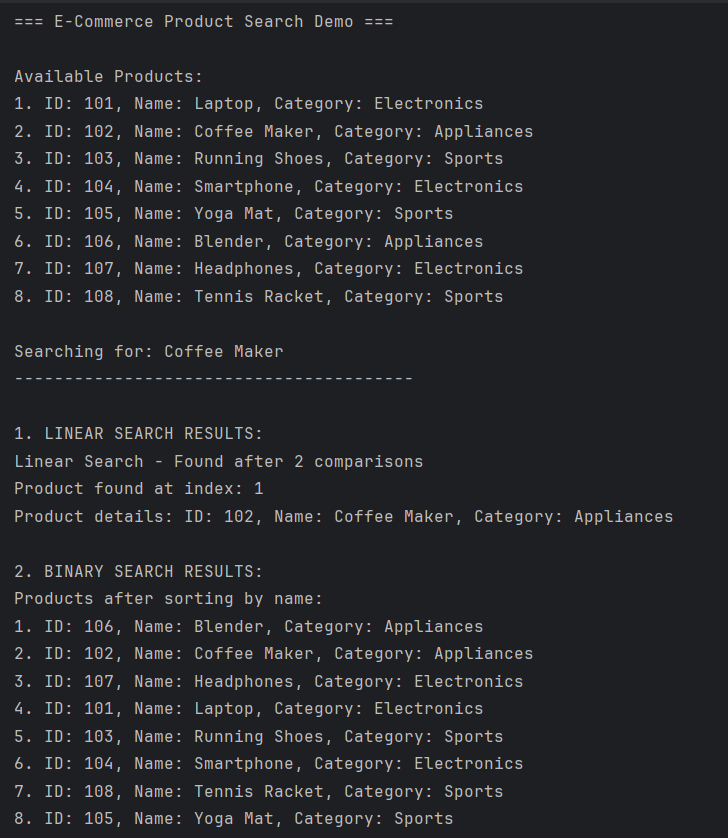 === E-Commerce Product Search Demo ===
Available Products:
1. ID: 101, Name: Laptop, Category: Electronics
2. ID: 102, Name: Coffee Maker, Category: Appliances
3. ID: 103, Name: Running Shoes, Category: Sports
4. ID: 104, Name: Smartphone, Category: Electronics
5. ID: 105, Name: Yoga Mat, Category: Sports
6. ID: 106, Name: Blender, Category: Appliances
7. ID: 107, Name: Headphones, Category: Electronics
8. ID: 108, Name: Tennis Racket, Category: Sports
Searching for: Coffee Maker
----------------------------------------
1. LINEAR SEARCH RESULTS:
Linear Search - Found after 2 comparisons
Product found at index: 1
Product details: ID: 102, Name: Coffee Maker, Category: Appliances
2. BINARY SEARCH RESULTS:
Products after sorting by name:
1. ID: 106, Name: Blender, Category: Appliances
2. ID: 102, Name: Coffee Maker, Category: Appliances
3. ID: 107, Name: Headphones, Category: Electronics
4. ID: 101, Name: Laptop, Category: Electronics
5. ID: 103, Name: Running Shoes, Category: Sports
6. ID: 104, Name: Smartphone, Category: Electronics
7. ID: 108, Name: Tennis Racket, Category: Sports
8. ID: 105, Name: Yoga Mat, Category: Sports